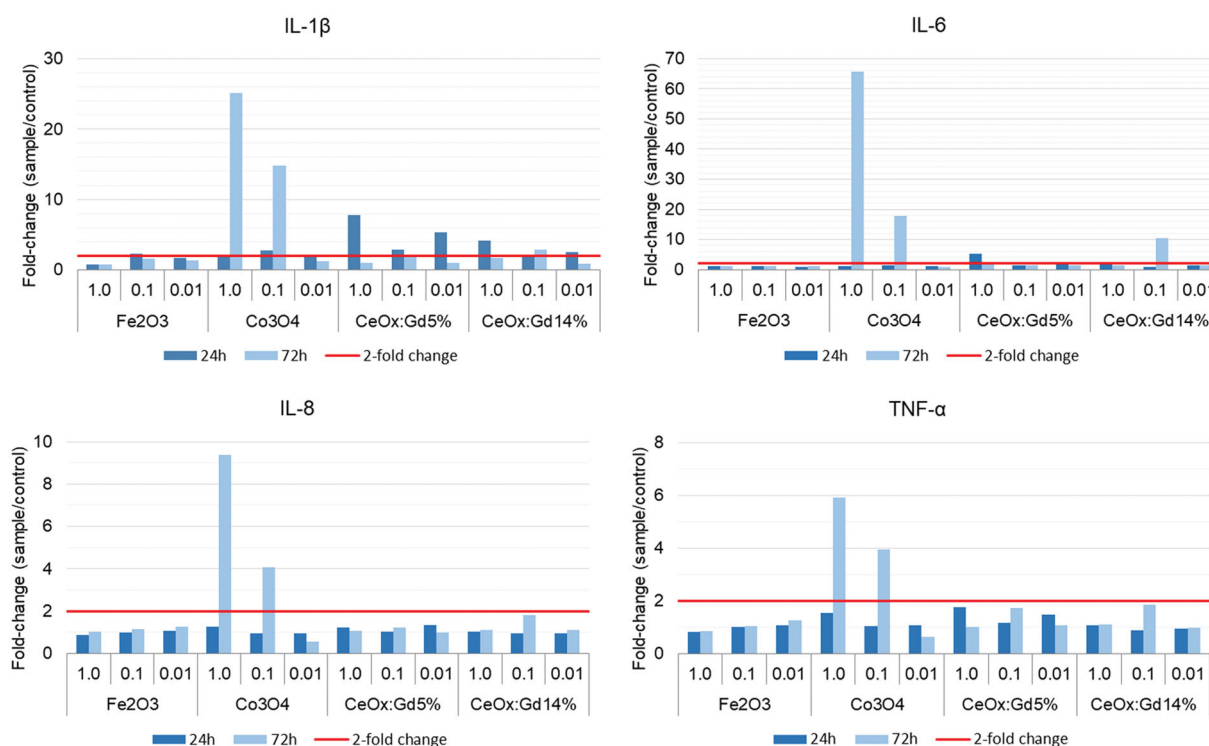 IL-1β
Fold-change (sample/control)
30
20
10
0
1.0 0.1 0.01 1.0 0.1 0.01 1.0 0.1 0.01 1.0 0.1 0.01
Fe2O3 Co3O4 CeOx:Gd5% CeOx:Gd14%
24h 72h 2-fold change
IL-6
Fold-change (sample/control)
70
60
50
40
30
20
10
0
1.0 0.1 0.01 1.0 0.1 0.01 1.0 0.1 0.01 1.0 0.1 0.01
Fe2O3 Co3O4 CeOx:Gd5% CeOx:Gd14%
24h 72h 2-fold change
IL-8
Fold-change (sample/control)
10
8
6
4
2
0
1.0 0.1 0.01 1.0 0.1 0.01 1.0 0.1 0.01 1.0 0.1 0.01
Fe2O3 Co3O4 CeOx:Gd5% CeOx:Gd14%
24h 72h 2-fold change
TNF-α
Fold-change (sample/control)
8
6
4
2
0
1.0 0.1 0.01 1.0 0.1 0.01 1.0 0.1 0.01 1.0 0.1 0.01
Fe2O3 Co3O4 CeOx:Gd5% CeOx:Gd14%
24h 72h 2-fold change